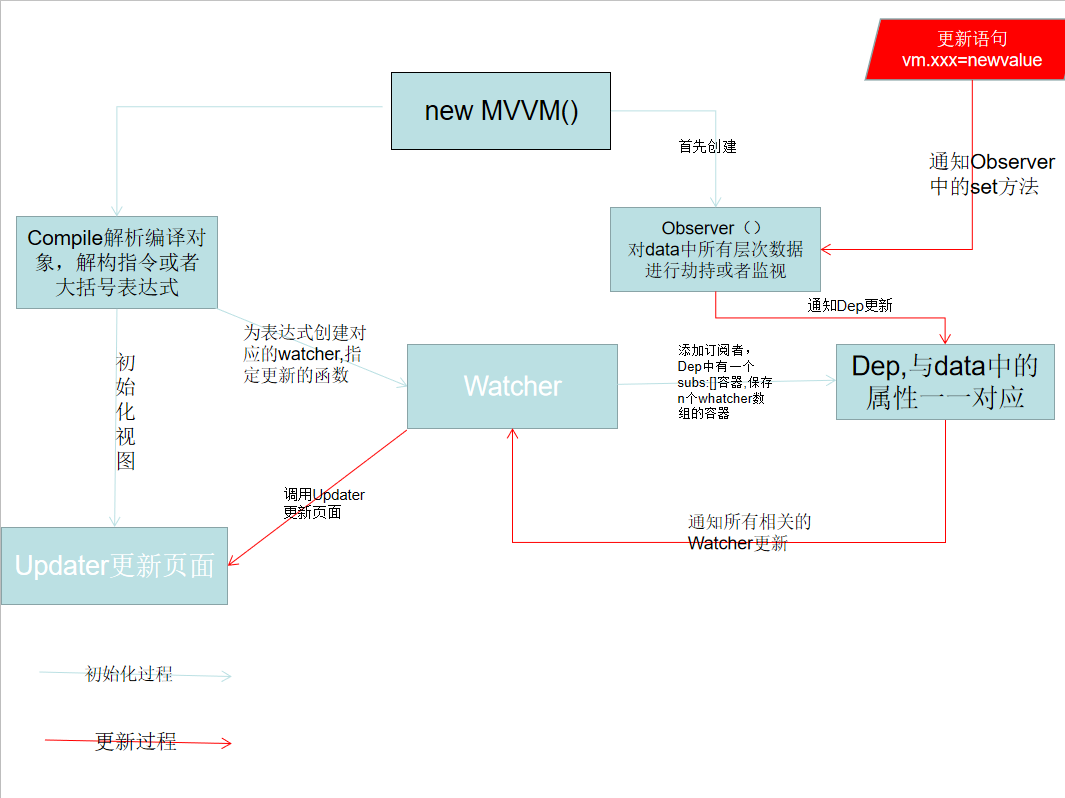 更新语句
vm.xxx=newvalue
new MVVM()
首先创建
通知Observer
中的set方法
Compile解析编译对
象，解构指令或者
大括号表达式
Observer（）
对data中所有层次数据
进行劫持或者监视
通知Dep更新
为表达式创建对
应的watcher,指
定更新的函数
初
始
化
视
图
Watcher
添加订阅者，
Dep中有一个
subs:[]容器,保存
n个whatcher数
组的容器
Dep,与data中的
属性一一对应
调用Updater
更新页面
通知所有相关的
Watcher更新
Updater更新页面
初始化过程
更新过程